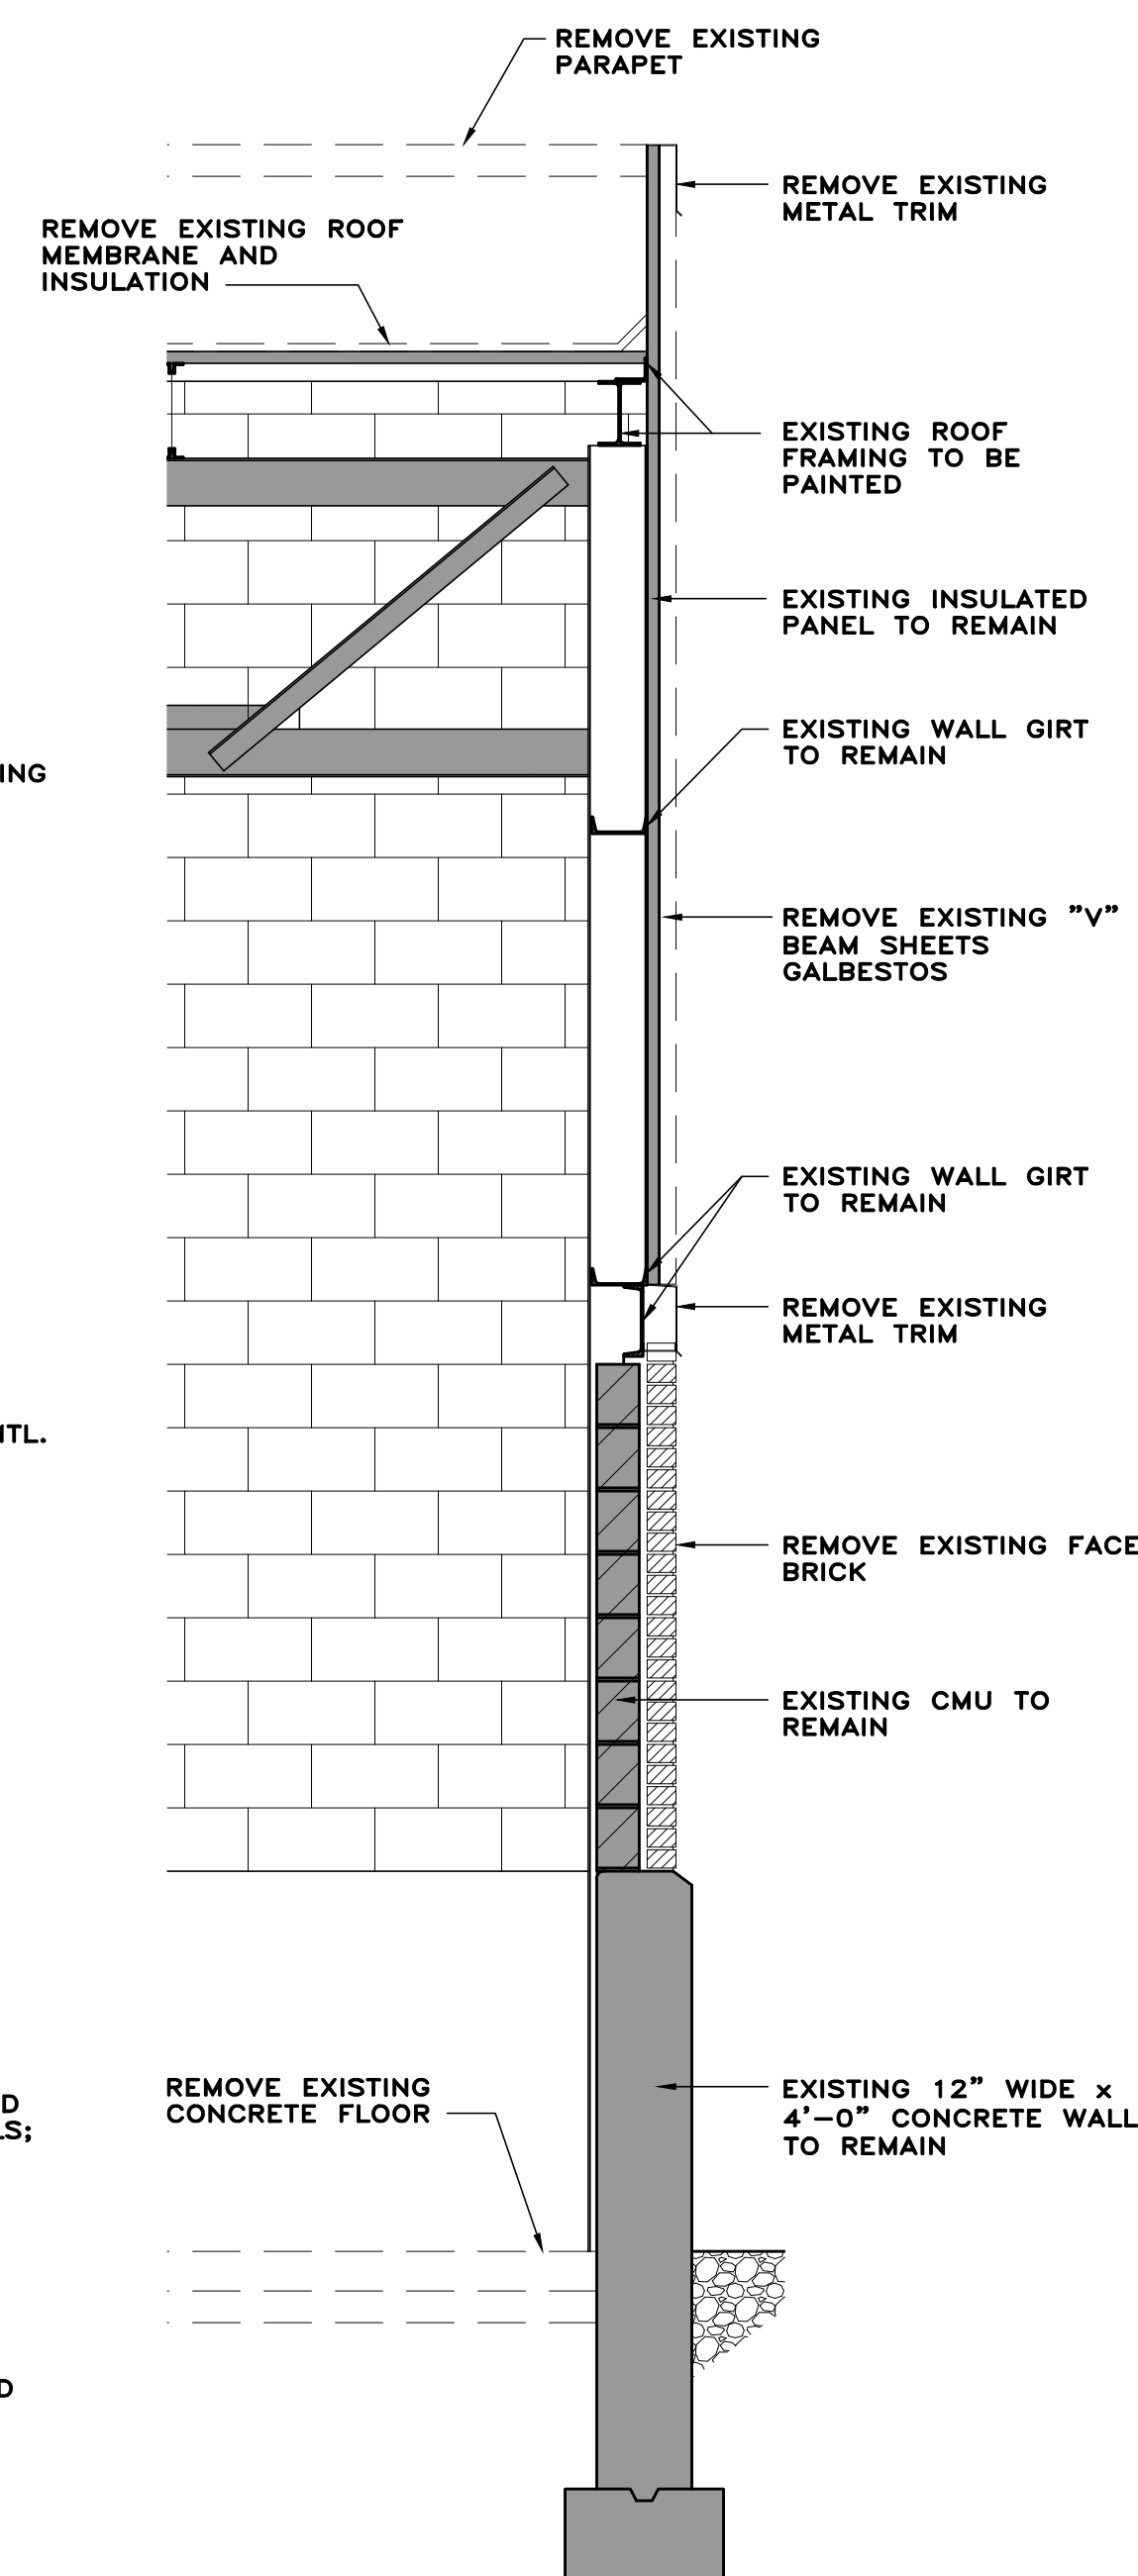 REMOVE EXISTING
PARAPET
REMOVE EXISTING
METAL TRIM
REMOVE EXISTING ROOF
MEMBRANE AND
INSULATION
EXISTING ROOF
FRAMING TO BE
PAINTED
EXISTING INSULATED
PANEL TO REMAIN
EXISTING WALL GIRT
TO REMAIN
ING
REMOVE EXISTING "V"
BEAM SHEETS
GALBESTOS
EXISTING WALL GIRT
TO REMAIN
REMOVE EXISTING
METAL TRIM
MTL.
REMOVE EXISTING FACE
BRICK
EXISTING CMU TO
REMAIN
REMOVE EXISTING
CONCRETE FLOOR
EXISTING 12" WIDE x
4'-0" CONCRETE WALL
TO REMAIN
D
LS;
D